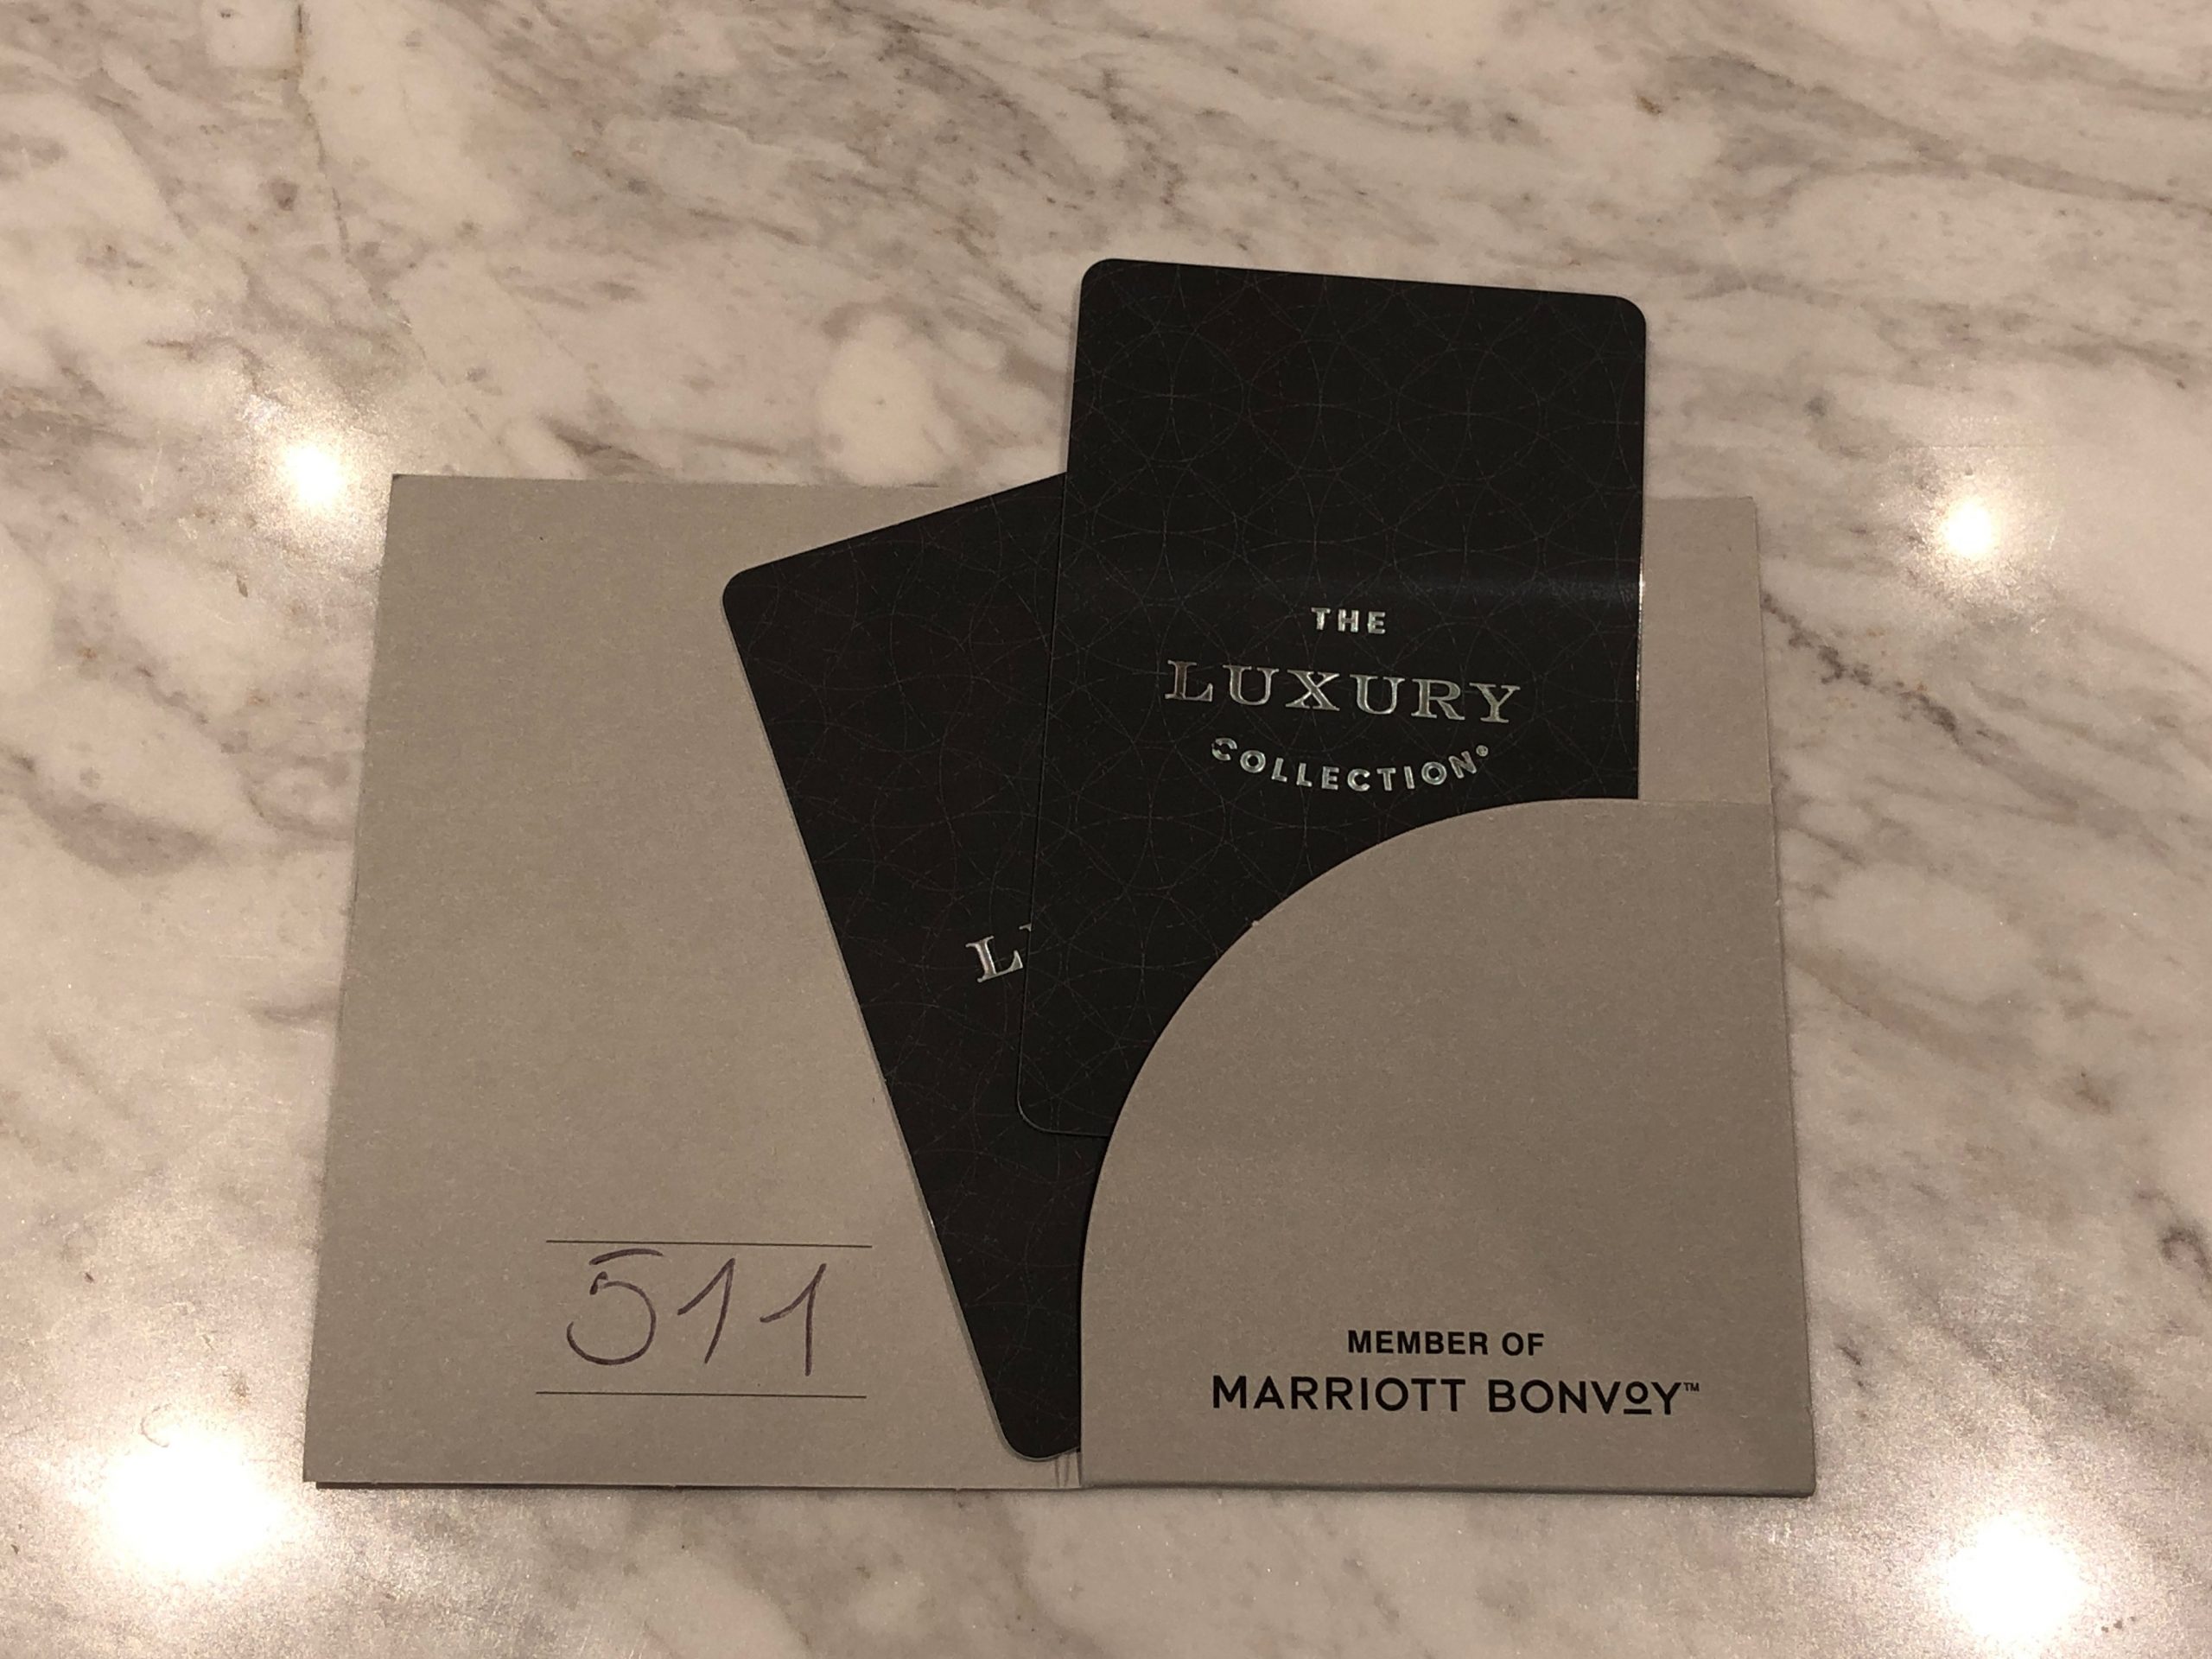 THE
LUXURY
COLLECTION®
L
511
MEMBER OF
MARRIOTT BONVOY™